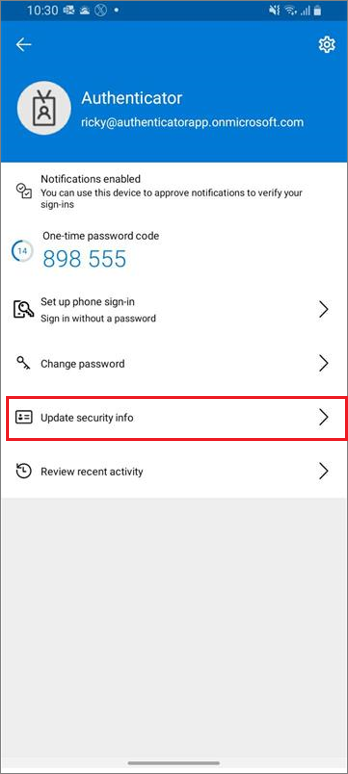 10:30
Authenticator
ricky@authenticatorapp.onmicrosoft.com
Notifications enabled
You can use this device to approve notifications to verify your
sign-ins
One-time password code
14
898 555
Set up phone sign-in
Sign in without a password
Change password
Update security info
Review recent activity